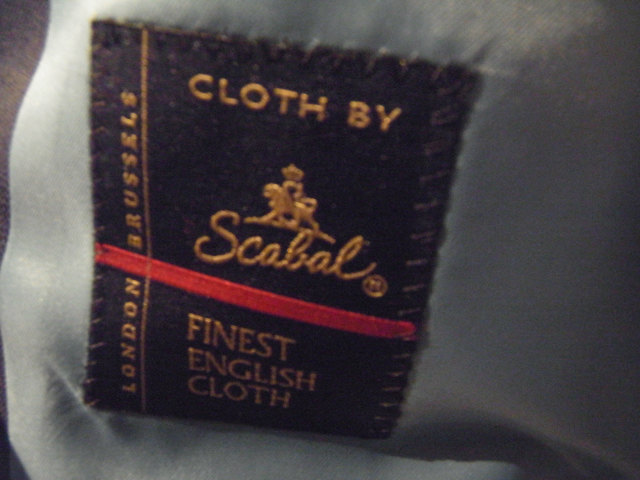 CLOTH BY
Scabal®
FINEST
ENGLISH
CLOTH
LONDON BRUSSELS